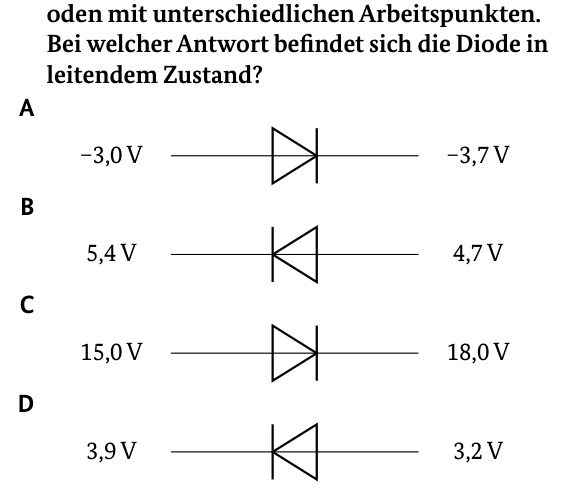 oden mit unterschiedlichen Arbeitspunkten.
Bei welcher Antwort befindet sich die Diode in
leitendem Zustand?
A
−3,0 V −3,7 V
B
5,4 V 4,7 V
C
15,0 V 18,0 V
D
3,9 V 3,2 V